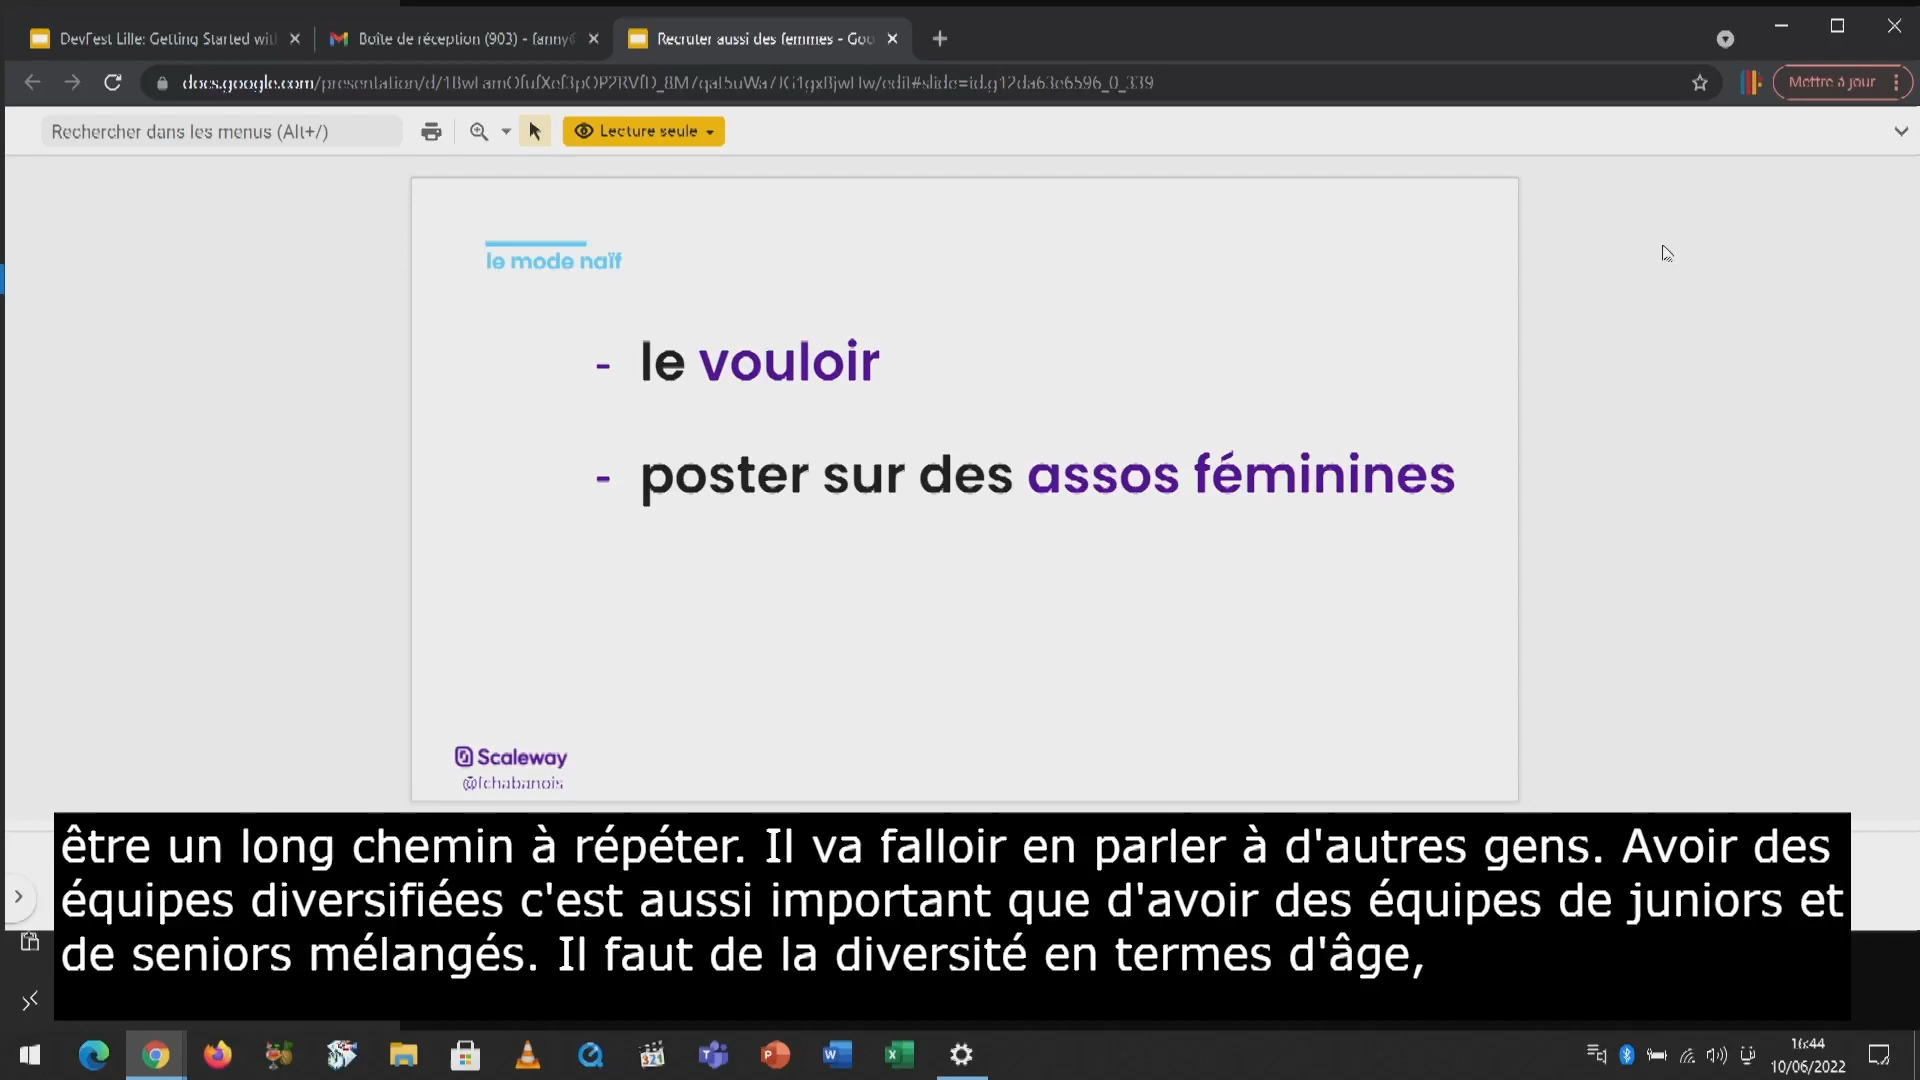 DevFest Lille: Getting Started wit
Boîte de réception (903) - fanny
Recruter aussi des femmes - Goo
docs.google.com/presentation/d/
Mettre à jour
Rechercher dans les menus (Alt+/)
Lecture seule
le mode naïf
- le vouloir
- poster sur des assos féminines
Scaleway
@fchabanois
être un long chemin à répéter. Il va falloir en parler à d'autres gens. Avoir des
équipes diversifiées c'est aussi important que d'avoir des équipes de juniors et
de seniors mélangés. Il faut de la diversité en termes d'âge,
16:44
10/06/2022